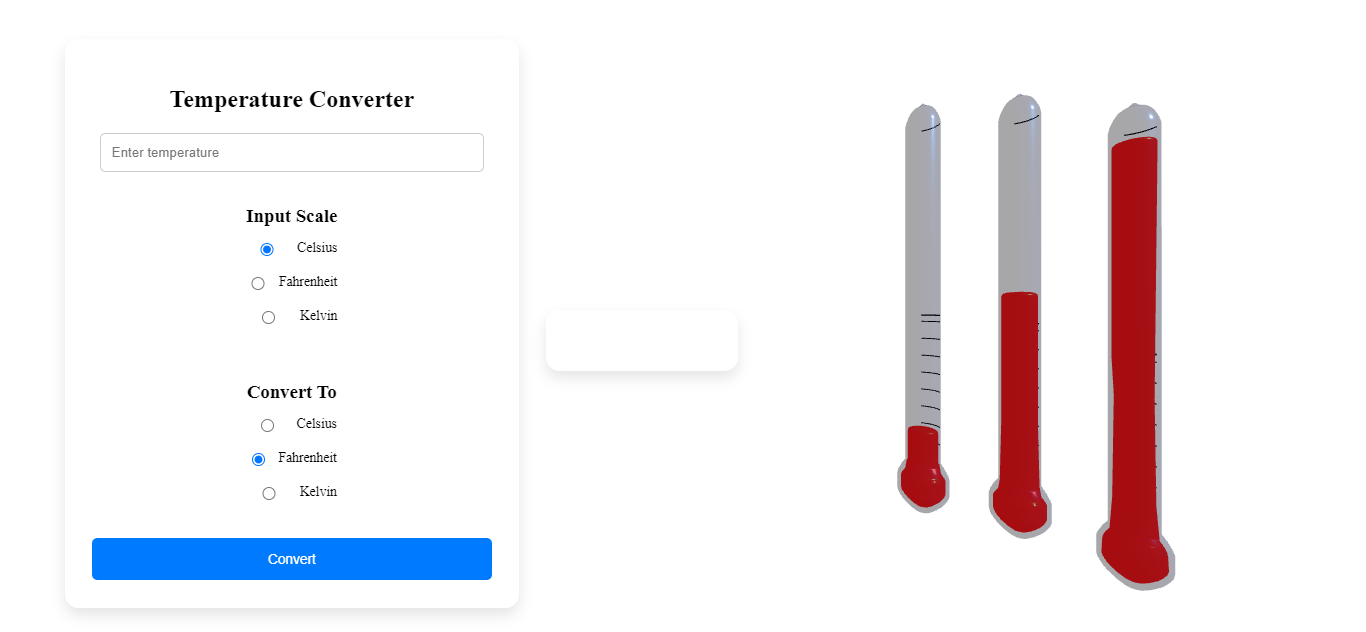 Temperature Converter
Enter temperature
Input Scale
Celsius
Fahrenheit
Kelvin
Convert To
Celsius
Fahrenheit
Kelvin
Convert